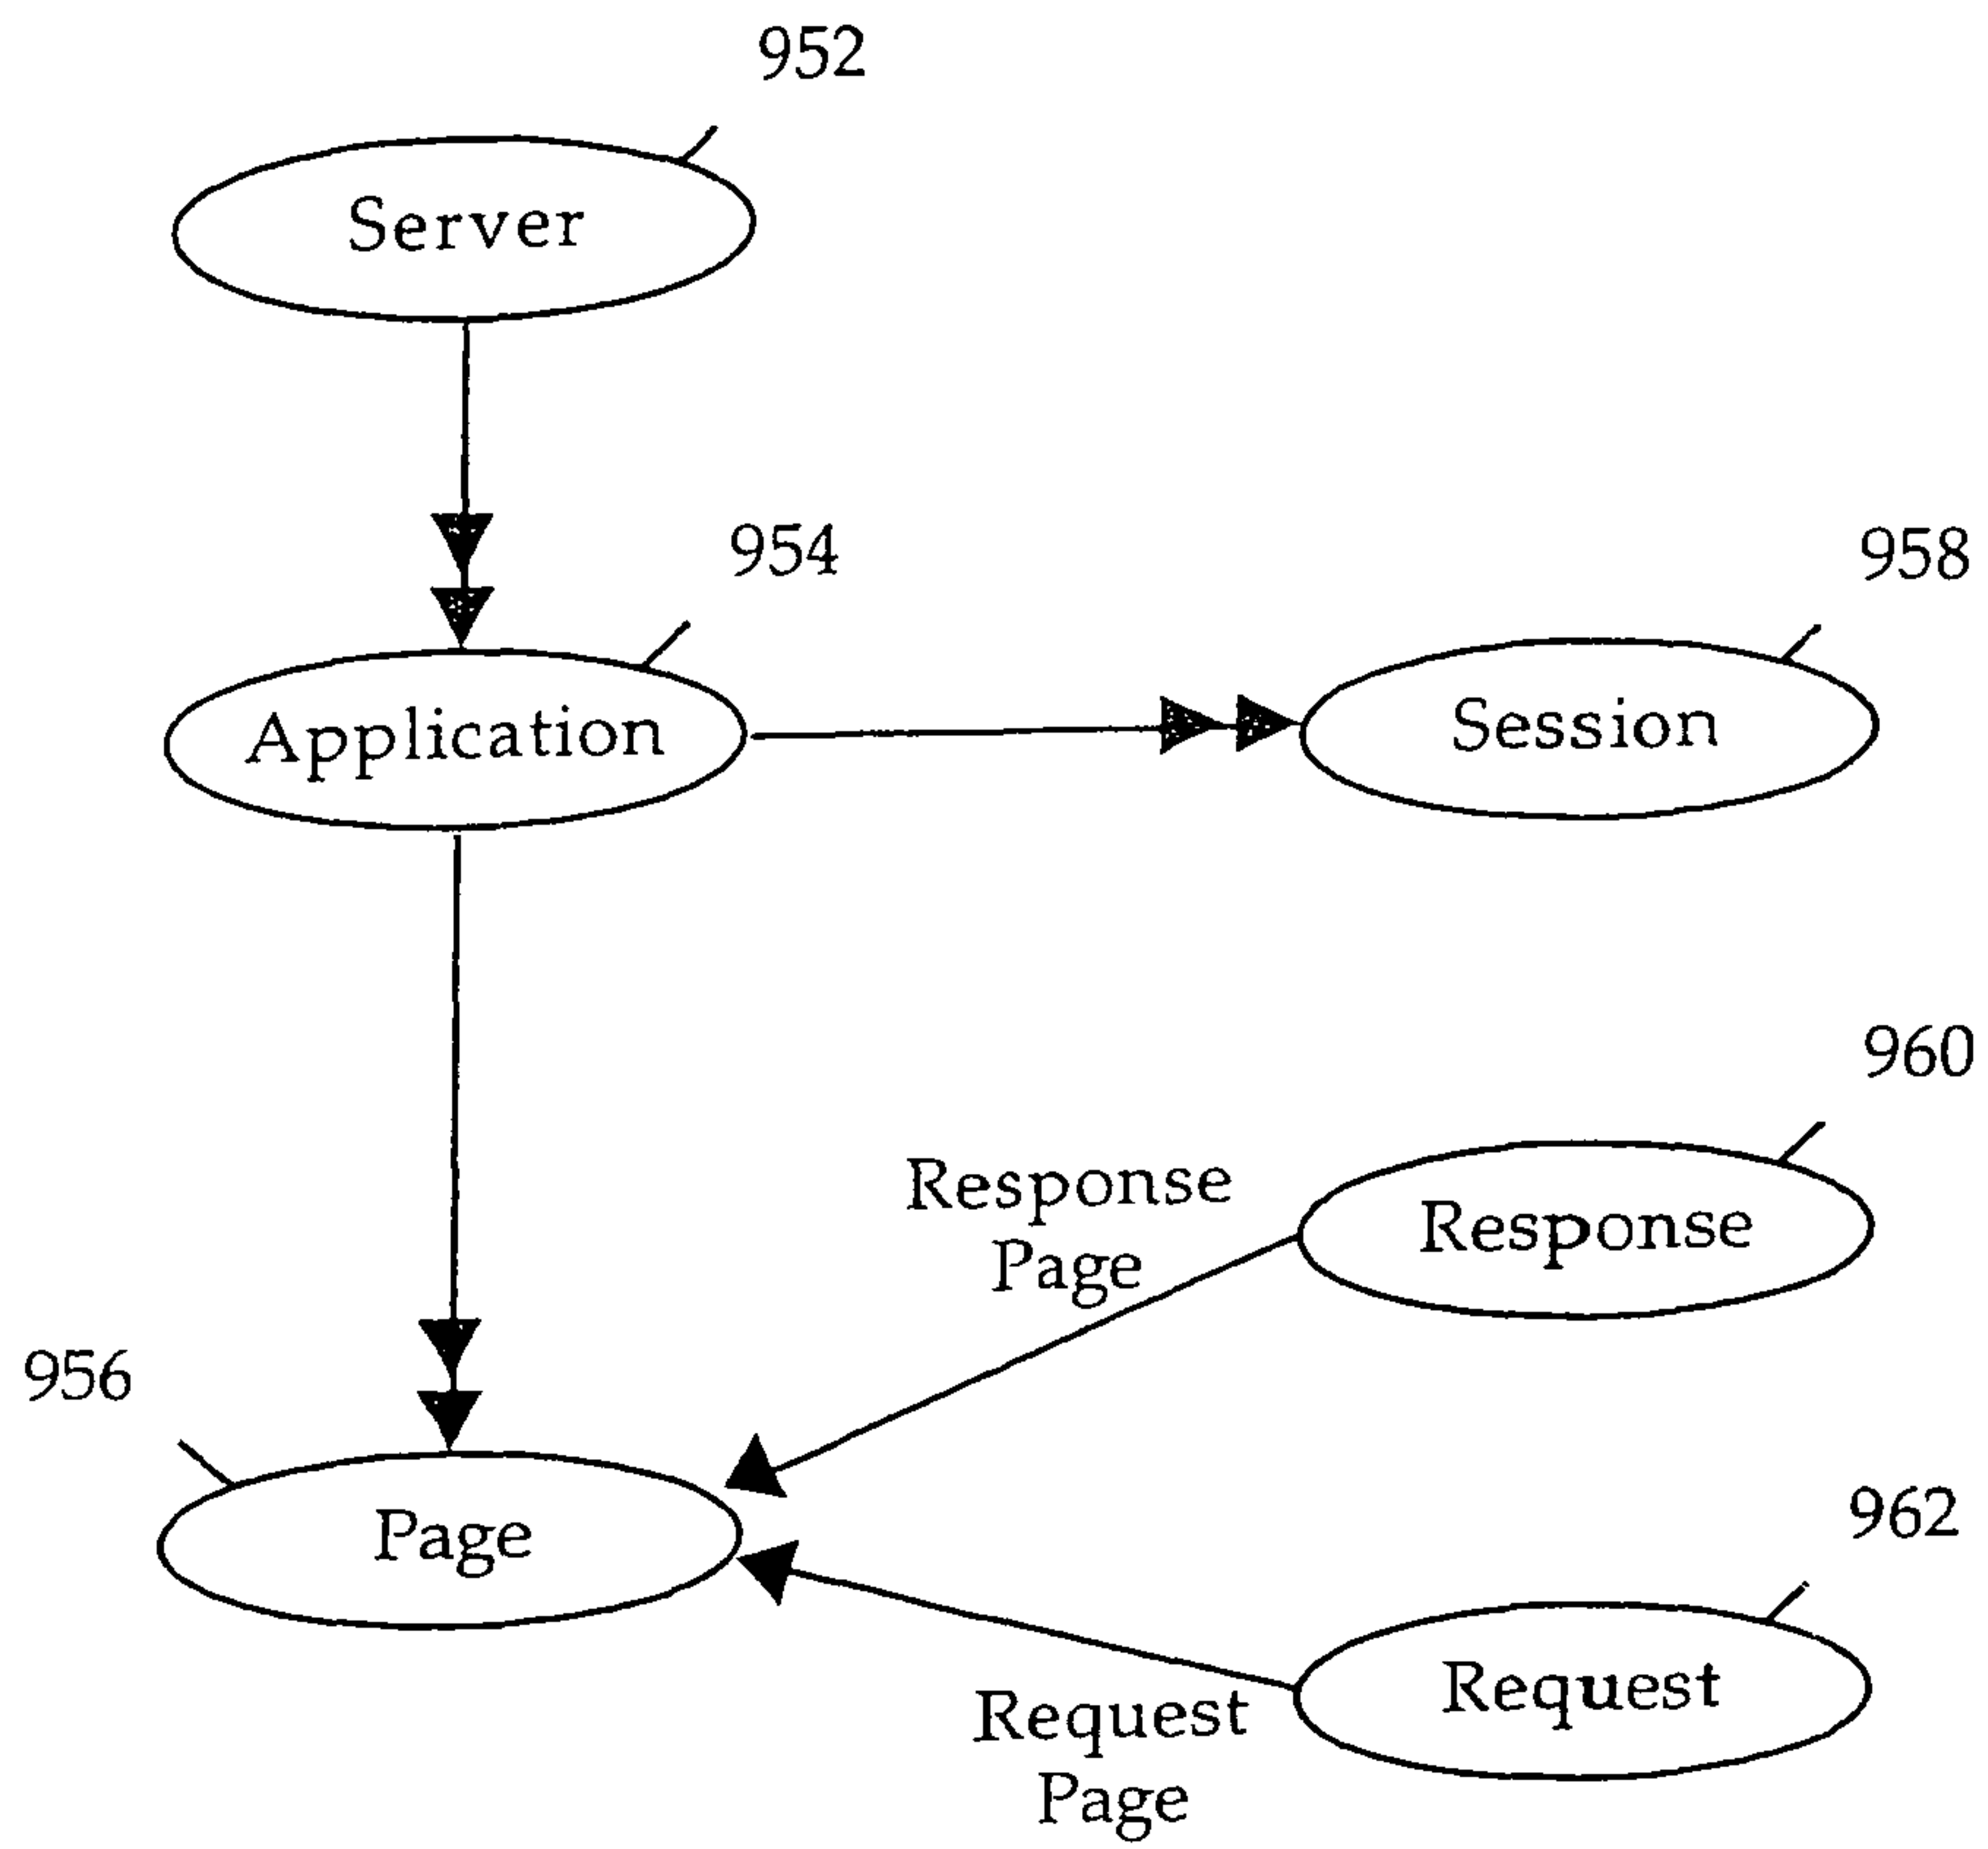 952
Server
954
958
Application
Session
960
Response
Page
Response
956
962
Page
Request
Request
Page